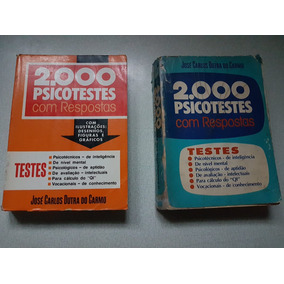 2.000
PSICOTESTES
com Respostas
COM
ILUSTRAÇÕES:
DESENHOS,
FIGURAS E
GRÁFICOS
TESTES
Psicotécnicos - de inteligência
De nível mental
Psicológicos - de aptidão
De avaliação - intelectuais
Para cálculo do "QI"
Vocacionais - de conhecimento
JOSÉ CARLOS DUTRA DO CARMO
JOSÉ CARLOS DUTRA DO CARMO
2.000
PSICOTESTES
com Respostas
TESTES
Psicotécnicos - de inteligência
De nível mental
Psicológicos - de aptidão
De avaliação - intelectuais
Para cálculo do "QI"
Vocacionais - de conhecimento